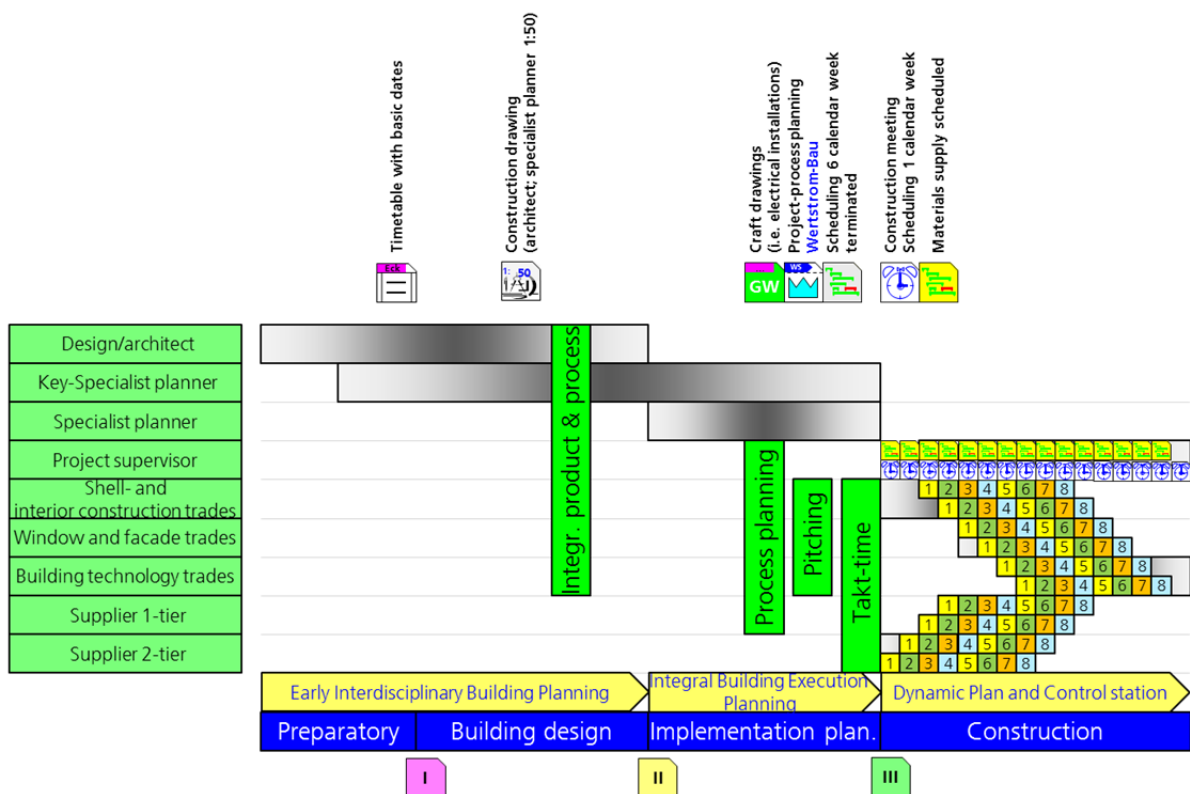 Timetable with basic dates
Construction drawing
(architect; specialist planner 1:50)
Craft drawings
(i.e. electrical installations)
Project-process planning
Wertstrom-Bau
Scheduling 6 calendar week
terminated
Construction meeting
Scheduling 1 calendar week
Materials supply scheduled
Eck
1: 50
GW
WS
Design/architect
Key-Specialist planner
Specialist planner
Project supervisor
Shell- and
interior construction trades
Window and facade trades
Building technology trades
Supplier 1-tier
Supplier 2-tier
Integr. product & process
Process planning
Pitching
Takt-time
1 2 3 4 5 6 7 8
1 2 3 4 5 6 7 8
1 2 3 4 5 6 7 8
1 2 3 4 5 6 7 8
1 2 3 4 5 6 7 8
1 2 3 4 5 6 7 8
1 2 3 4 5 6 7 8
1 2 3 4 5 6 7 8
1 2 3 4 5 6 7 8
1 2 3 4 5 6 7 8
Early Interdisciplinary Building Planning
Integral Building Execution
Planning
Dynamic Plan and Control station
Preparatory
Building design
Implementation plan.
Construction
I
II
III